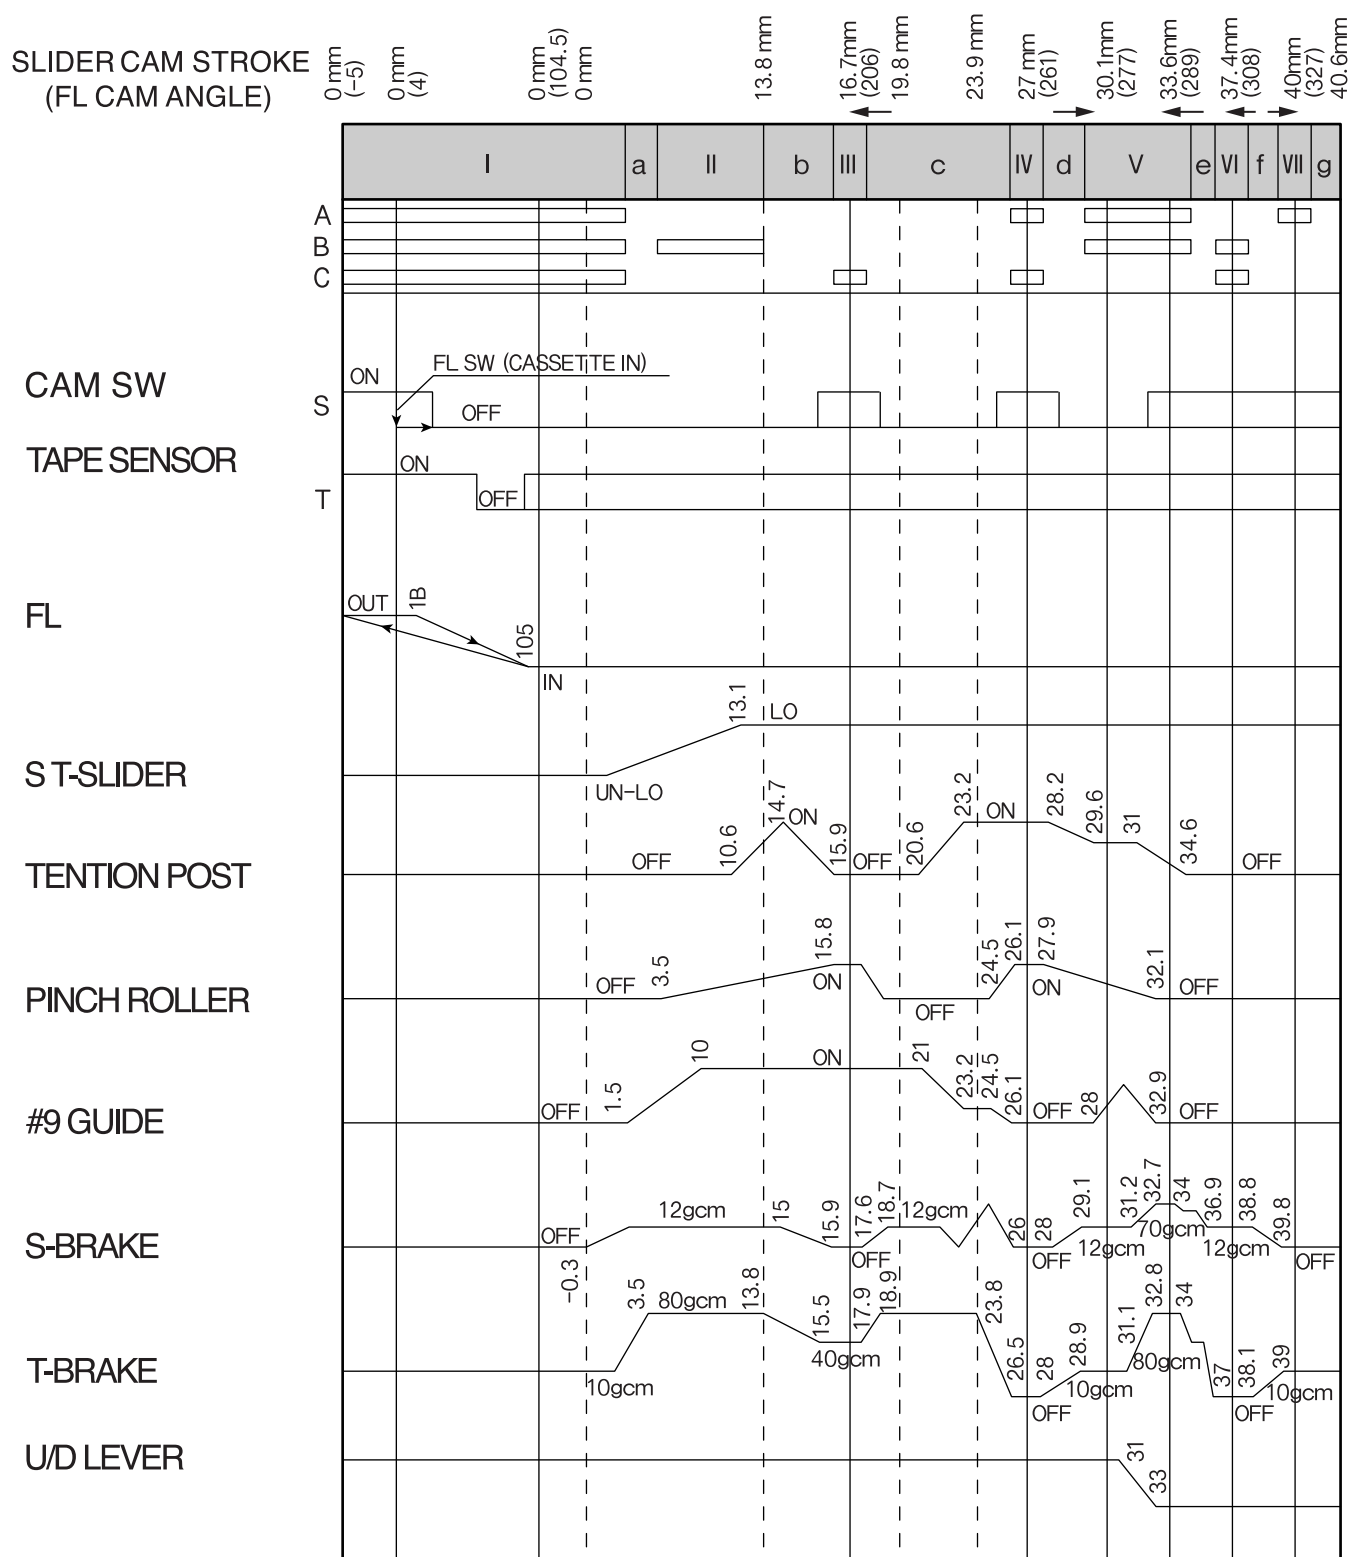 SLIDER CAM STROKE
(FL CAM ANGLE)
0 mm
(-5)
0 mm
(4)
0 mm
(104.5)
0 mm
13.8 mm
16.7mm
(206)
19.8 mm
23.9 mm
27 mm
(261)
30.1mm
(277)
33.6mm
(289)
37.4mm
(308)
40mm
(327)
40.6mm
I a II b III c IV d V e VI f VII g
A
B
C
CAM SW
ON
FL SW (CASSETTE IN)
S
OFF
TAPE SENSOR
ON
T
OFF
FL
OUT
1B
105
IN
S T-SLIDER
UN-LO
13.1
LO
TENTION POST
OFF
10.6
14.7
ON
15.9
OFF
20.6
23.2
ON
28.2
29.6
31
34.6
OFF
PINCH ROLLER
OFF
3.5
15.8
ON
OFF
24.5
26.1
ON
27.9
32.1
OFF
#9 GUIDE
OFF
1.5
10
ON
21
23.2
24.5
26.1
OFF
28
32.9
OFF
S-BRAKE
OFF
-0.3
12gcm
15
15.9
OFF
17.6
18.7
12gcm
26
OFF
28
29.1
12gcm
31.2
32.7
70gcm
34
36.9
12gcm
38.8
39.8
OFF
T-BRAKE
10gcm
3.5
80gcm
13.8
15.5
40gcm
17.9
18.9
23.8
26.5
OFF
28
28.9
10gcm
31.1
32.8
80gcm
34
37
OFF
38.1
39
10gcm
U/D LEVER
31
33